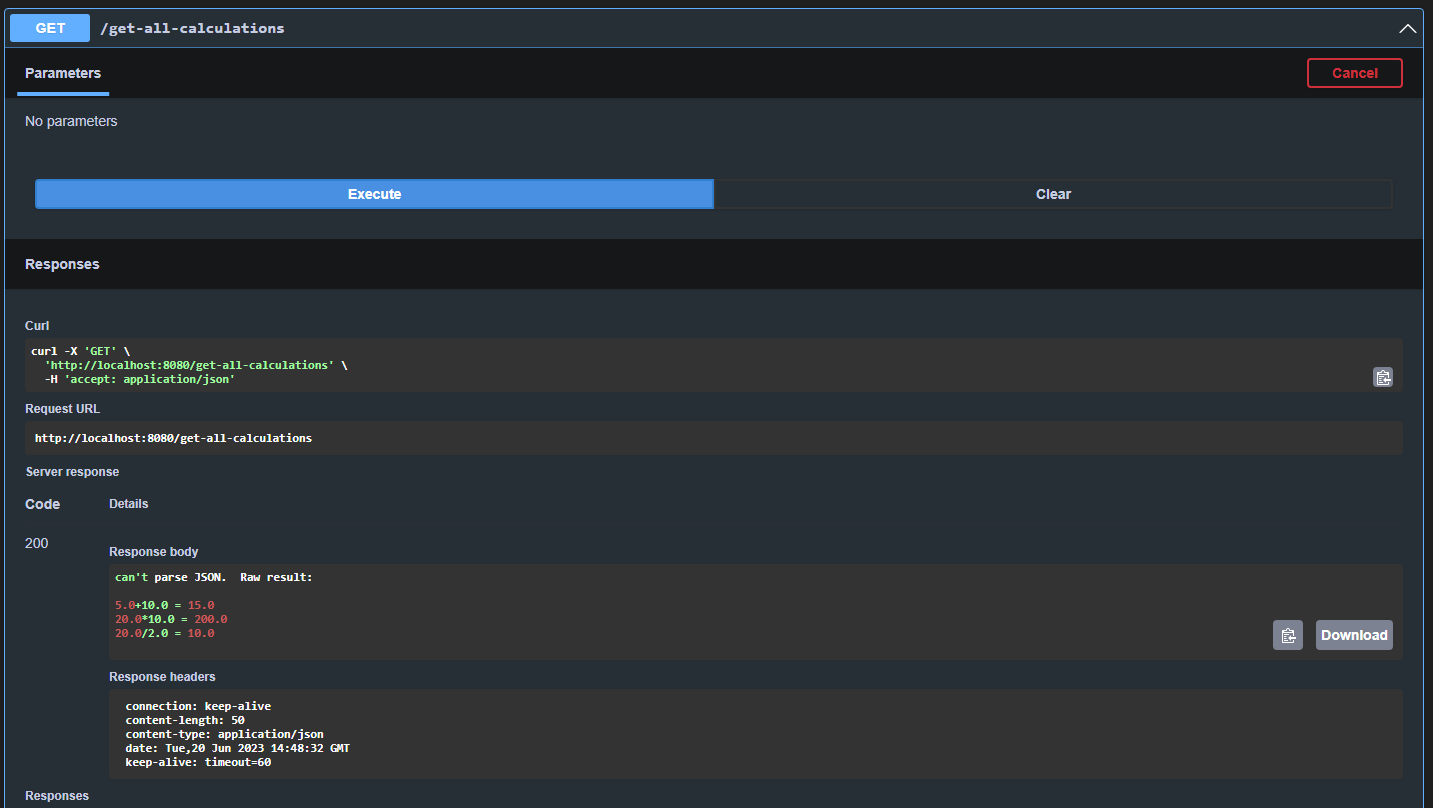 GET /get-all-calculations
Parameters
Cancel
No parameters
Execute
Clear
Responses
Curl
curl -X 'GET' \
'http://localhost:8080/get-all-calculations' \
-H 'accept: application/json'
Request URL
http://localhost:8080/get-all-calculations
Server response
Code Details
200
Response body
can't parse JSON.  Raw result:
5.0+10.0 = 15.0
20.0*10.0 = 200.0
20.0/2.0 = 10.0
Download
Response headers
connection: keep-alive
content-length: 50
content-type: application/json
date: Tue,20 Jun 2023 14:48:32 GMT
keep-alive: timeout=60
Responses